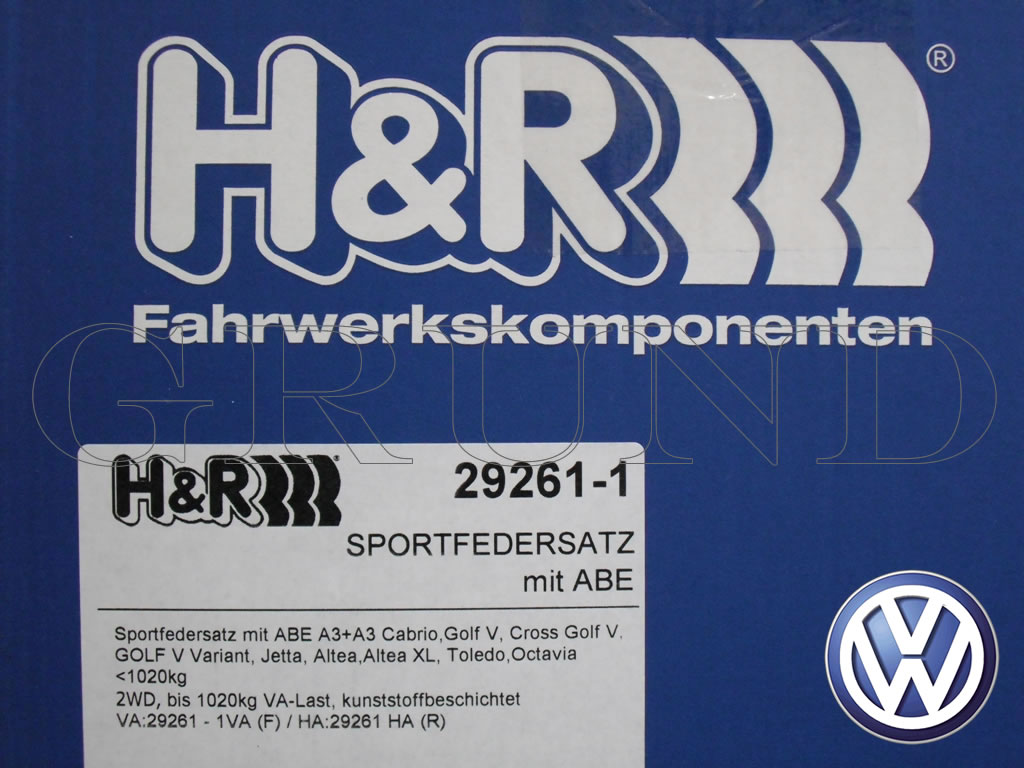 H&R®
Fahrwerkskomponenten
GRUND
H&R®
29261-1
SPORTFEDERSATZ
mit ABE
Sportfedersatz mit ABE A3+A3 Cabrio,Golf V, Cross Golf V,
GOLF V Variant, Jetta, Altea,Altea XL, Toledo,Octavia
<1020kg
2WD, bis 1020kg VA-Last, kunststoffbeschichtet
VA:29261 - 1VA (F) / HA:29261 HA (R)
VW